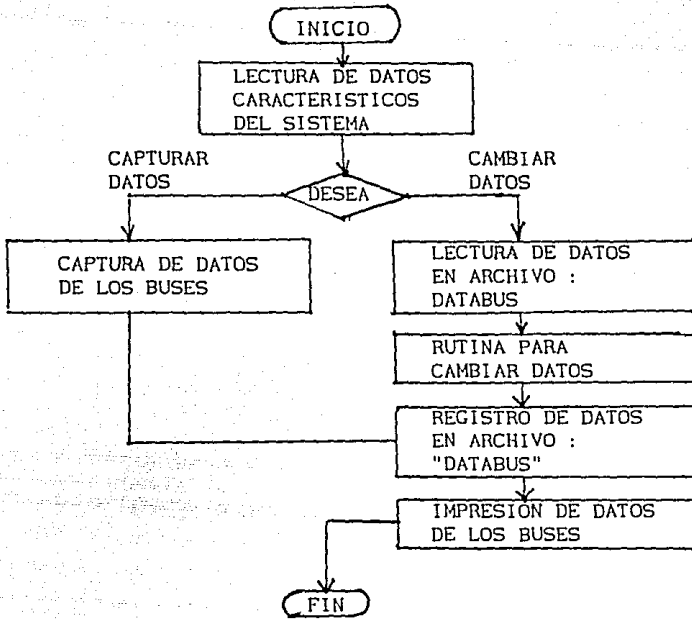 INICIO
LECTURA DE DATOS
CARACTERISTICOS
DEL SISTEMA
CAPTURAR
DATOS
DESEA
CAMBIAR
DATOS
CAPTURA DE DATOS
DE LOS BUSES
LECTURA DE DATOS
EN ARCHIVO :
DATABUS
RUTINA PARA
CAMBIAR DATOS
REGISTRO DE DATOS
EN ARCHIVO :
"DATABUS"
IMPRESION DE DATOS
DE LOS BUSES
FIN